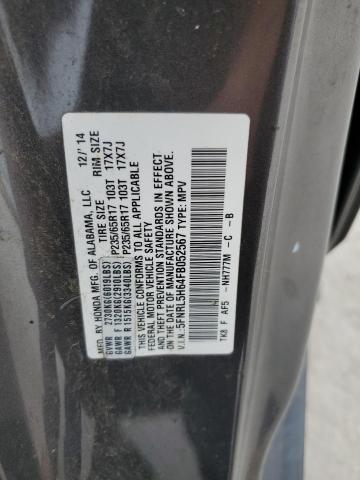 MFD. BY HONDA MFG. OF ALABAMA, LLC 12/'14
TIRE SIZE RIM SIZE
GVWR 2730KG(6019LBS)
GAWR F 1320KG(2910LBS) P235/65R17 103T 17X7J
GAWR R 1515KG(3340LBS) P235/65R17 103T 17X7J
THIS VEHICLE CONFORMS TO ALL APPLICABLE
FEDERAL MOTOR VEHICLE SAFETY
AND THEFT PREVENTION STANDARDS IN EFFECT
ON THE DATE OF MANUFACTURE SHOWN ABOVE.
V.I.N.:5FNRL5H64FB052567 TYPE: MPV
TK8 F AF5 -NH777M -C -B